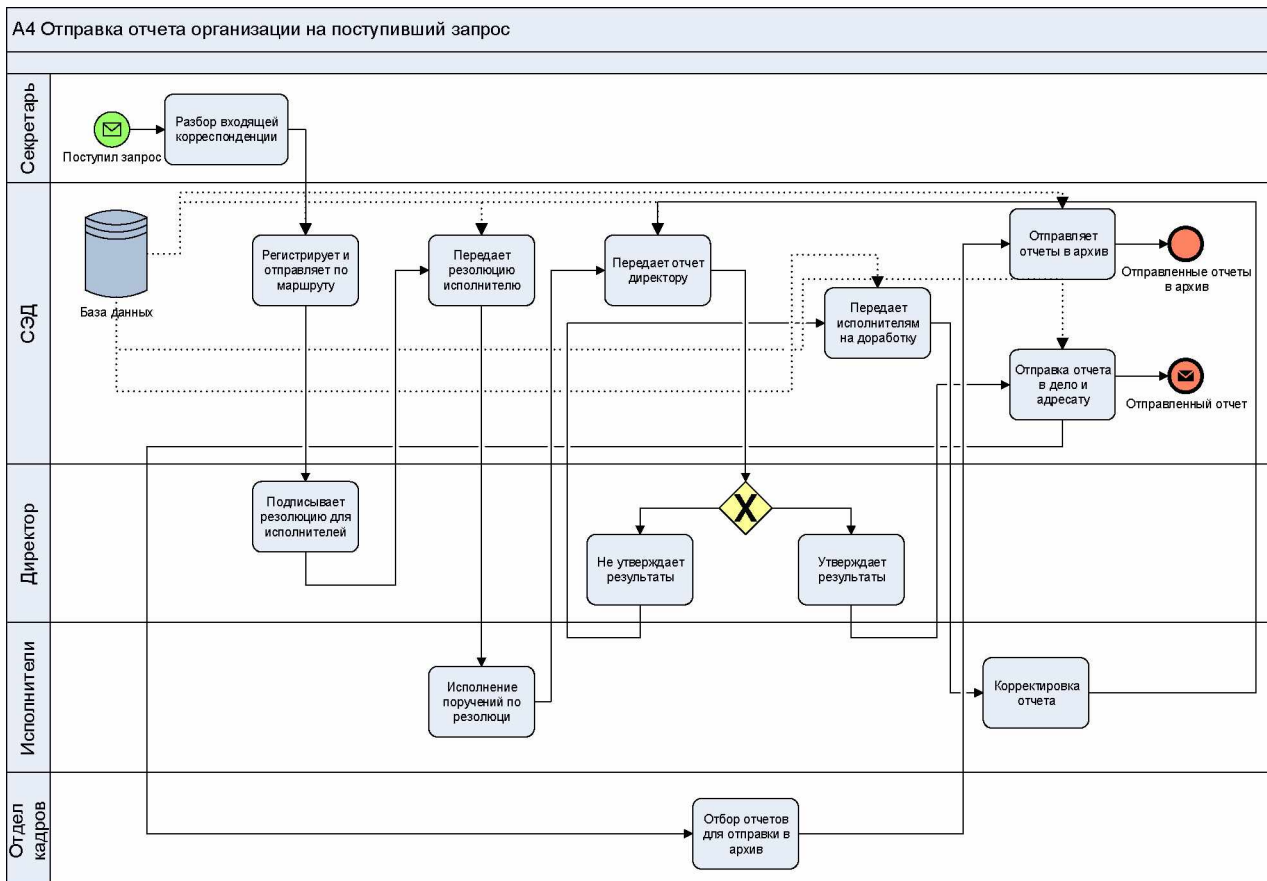 А4 Отправка отчета организации на поступивший запрос
Секретарь
Поступил запрос
Разбор входящей
корреспонденции
СЭД
База данных
Регистрирует и
отправляет по
маршруту
Передает
резолюцию
исполнителю
Передает отчет
директору
Передает
исполнителям
на доработку
Отправляет
отчеты в архив
Отправленные отчеты
в архив
Отправка отчета
в дело и
адресату
Отправленный отчет
Директор
Подписывает
резолюцию для
исполнителей
X
Не утверждает
результаты
Утверждает
результаты
Исполнители
Исполнение
поручений по
резолюци
Корректировка
отчета
Отдел
кадров
Отбор отчетов
для отправки в
архив